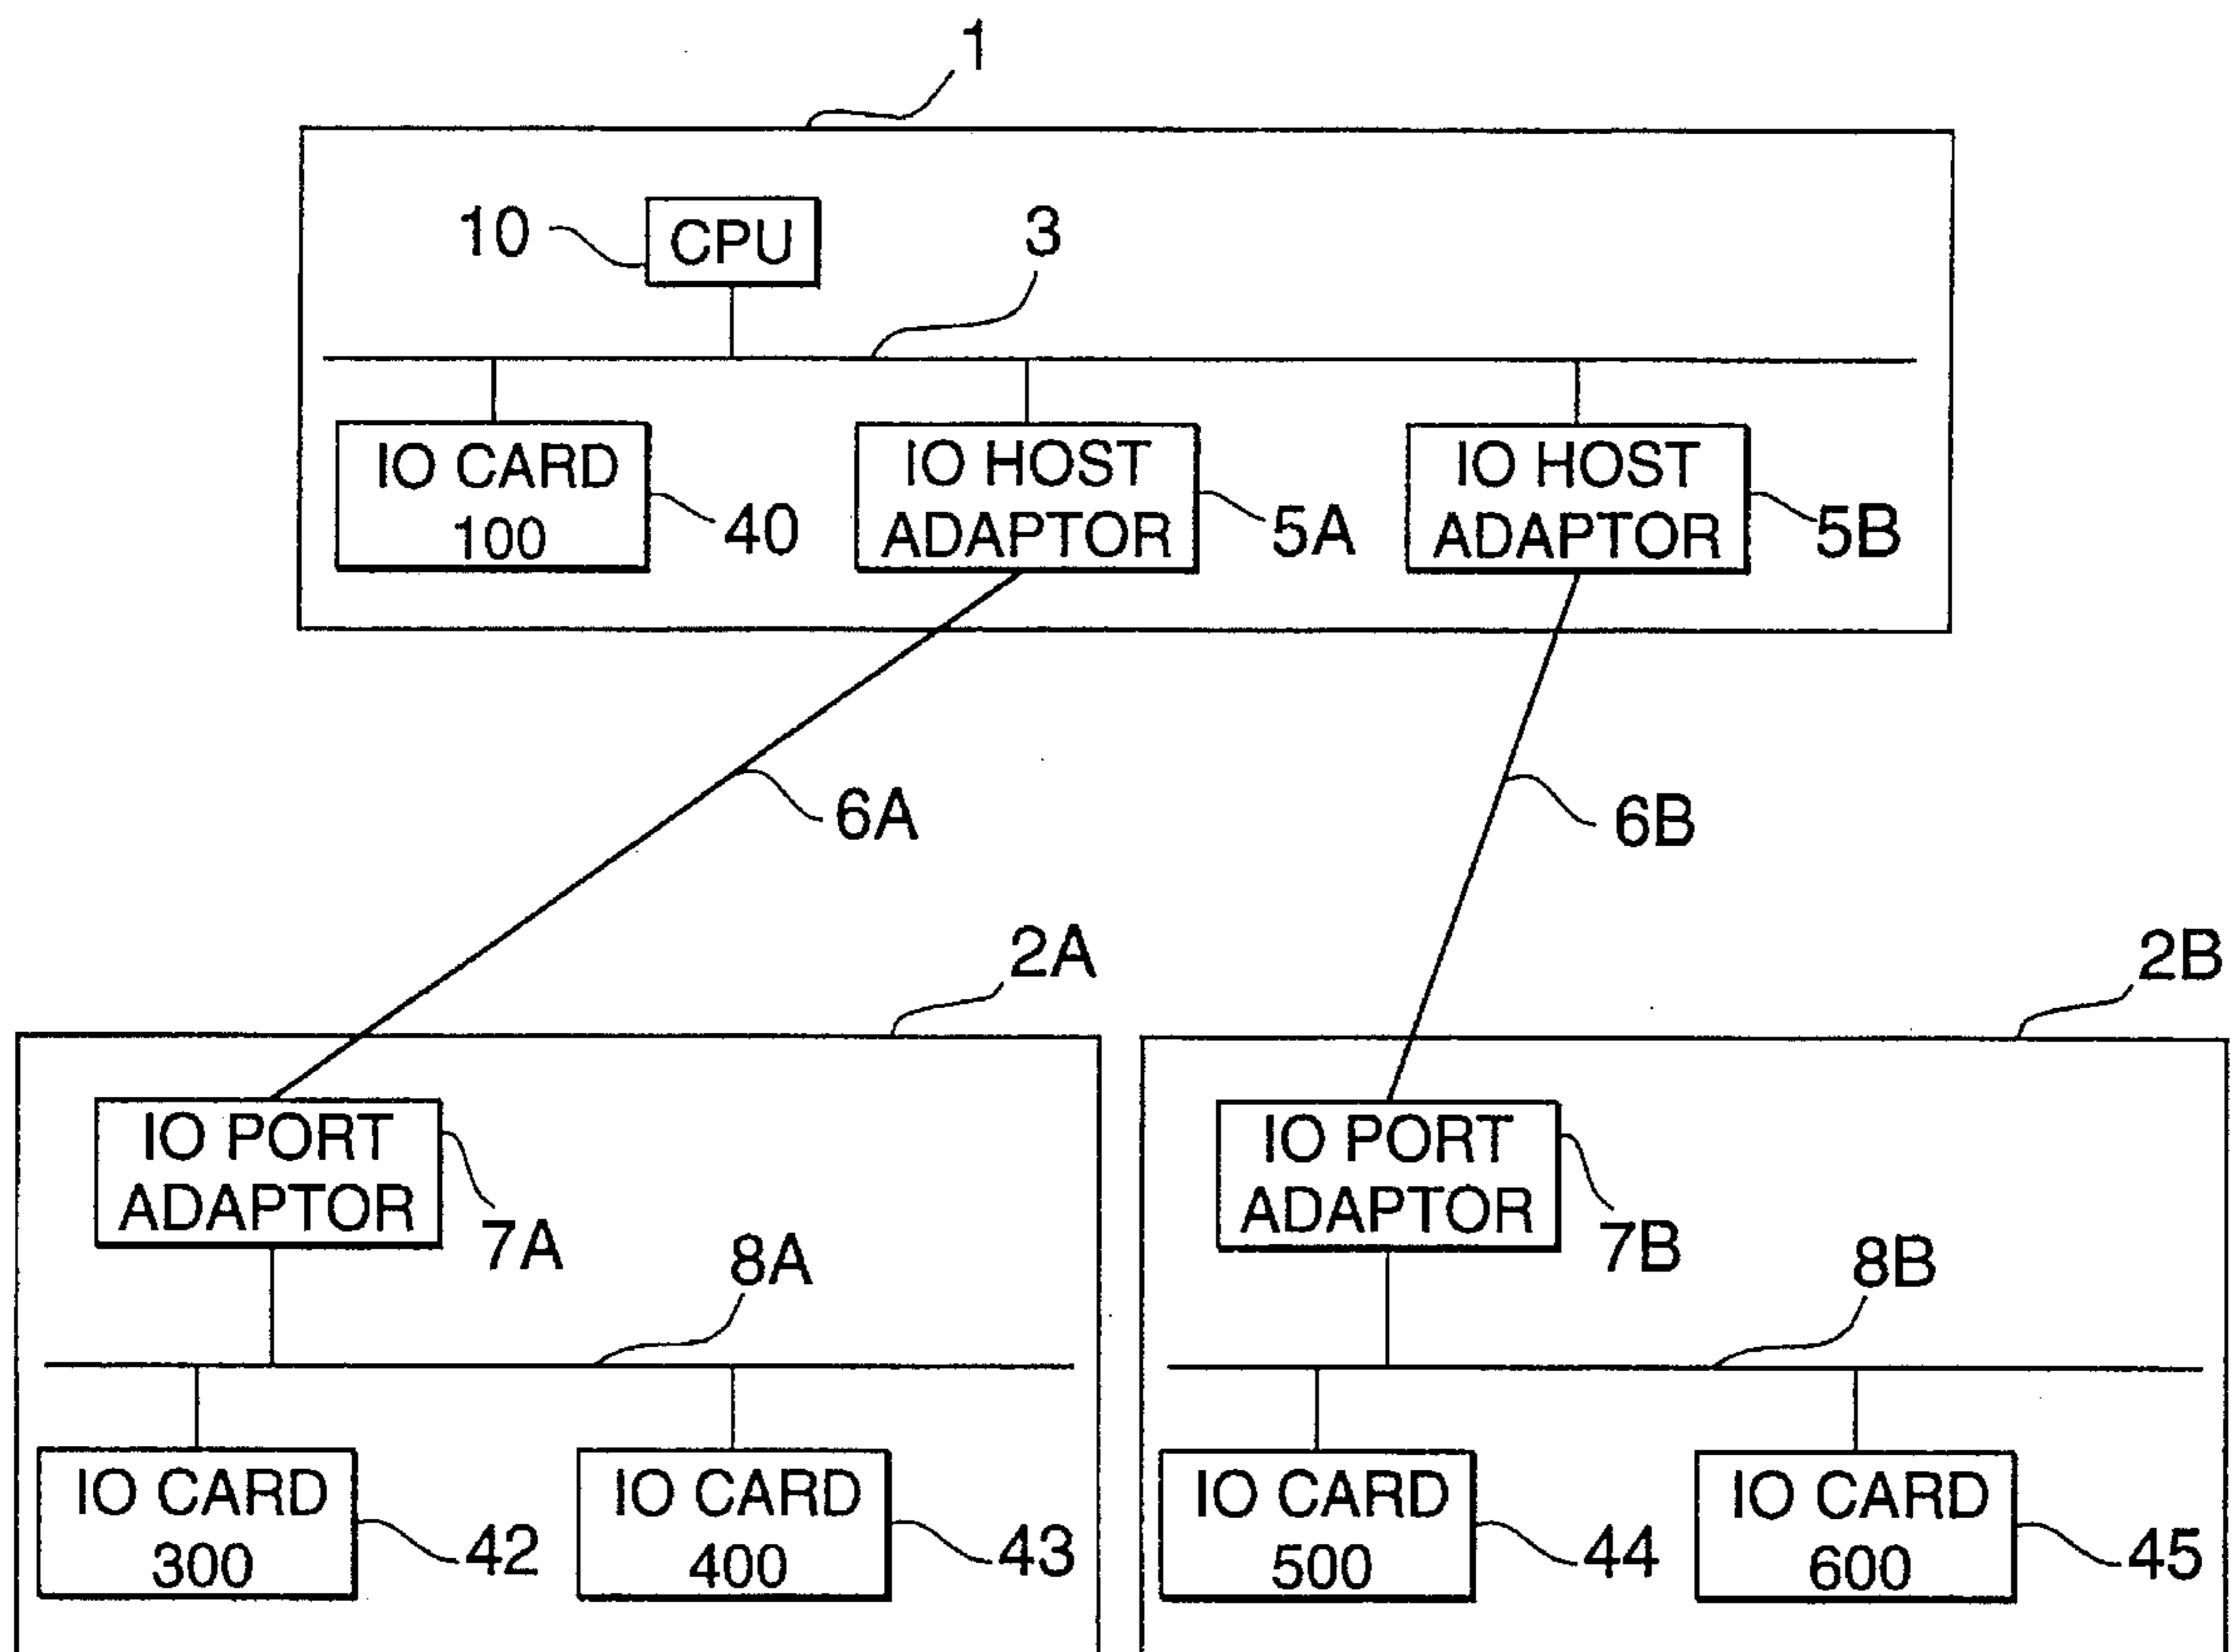 1
10
CPU
3
IO CARD
100
40
IO HOST
ADAPTOR
5A
IO HOST
ADAPTOR
5B
6A
6B
2A
2B
IO PORT
ADAPTOR
7A
8A
IO PORT
ADAPTOR
7B
8B
IO CARD
300
42
IO CARD
400
43
IO CARD
500
44
IO CARD
600
45